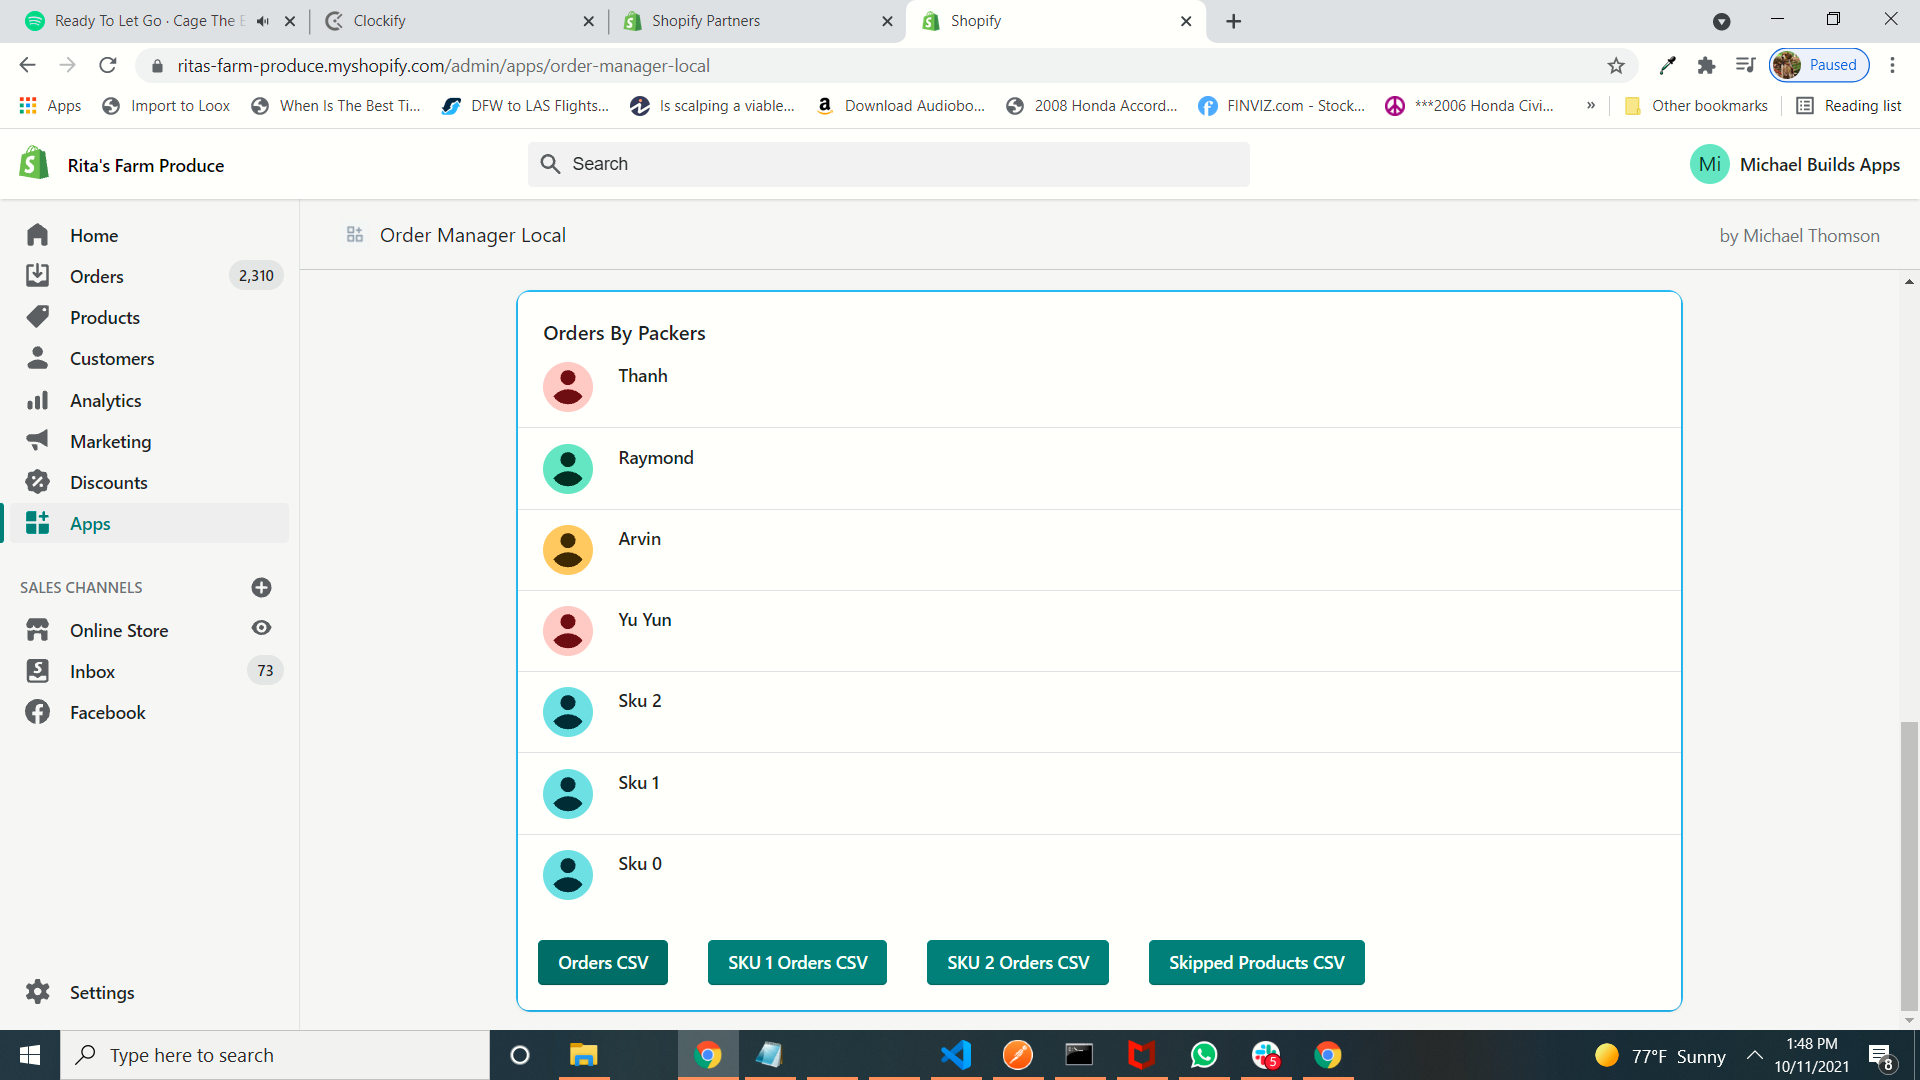 Ready To Let Go · Cage The E
Clockify
Shopify Partners
Shopify
ritas-farm-produce.myshopify.com/admin/apps/order-manager-local
Paused
Apps
Import to Loox
When Is The Best Ti...
DFW to LAS Flights...
Is scalping a viable...
Download Audiobo...
2008 Honda Accord...
FINVIZ.com - Stock...
***2006 Honda Civi...
»
Other bookmarks
Reading list
Rita's Farm Produce
Search
Mi
Michael Builds Apps
Home
Orders
2,310
Products
Customers
Analytics
Marketing
Discounts
Apps
SALES CHANNELS
Online Store
Inbox
73
Facebook
Settings
Order Manager Local
by Michael Thomson
Orders By Packers
Thanh
Raymond
Arvin
Yu Yun
Sku 2
Sku 1
Sku 0
Orders CSV
SKU 1 Orders CSV
SKU 2 Orders CSV
Skipped Products CSV
Type here to search
5
77°F Sunny
1:48 PM
10/11/2021
8